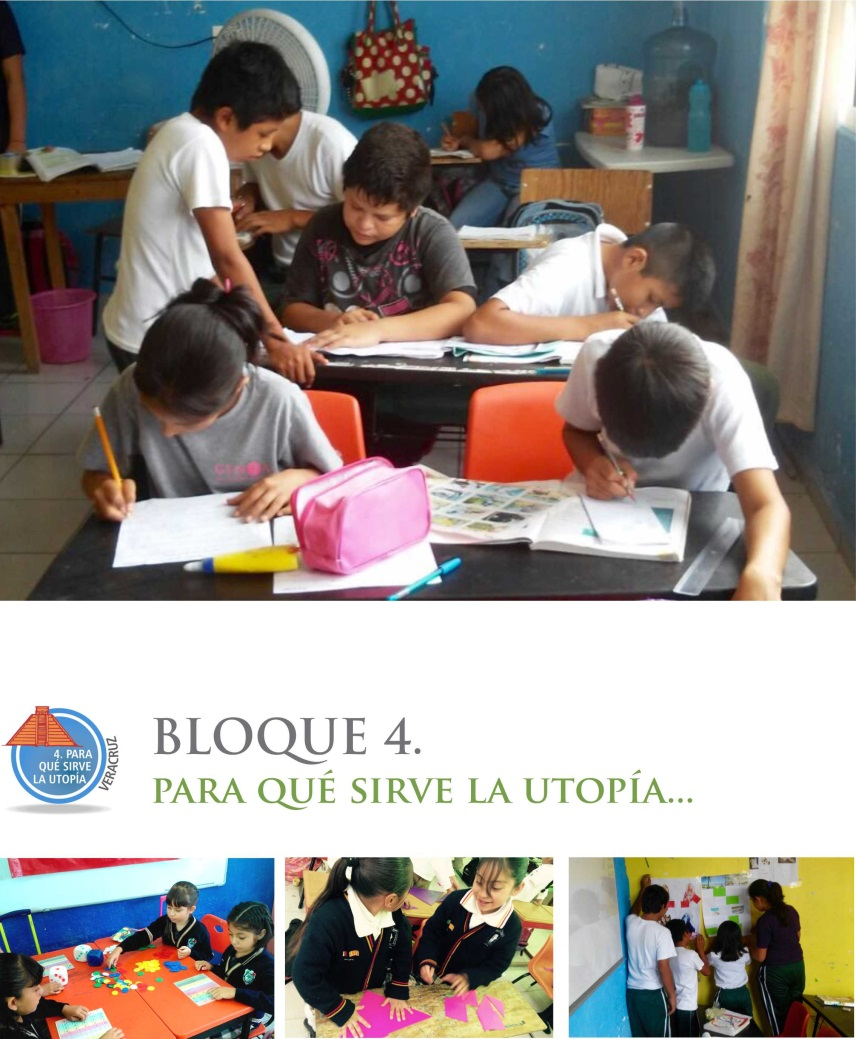 4. PARA
QUÉ SIRVE
LA UTOPÍA
VERACRUZ
BLOQUE 4.
PARA QUÉ SIRVE LA UTOPÍA...